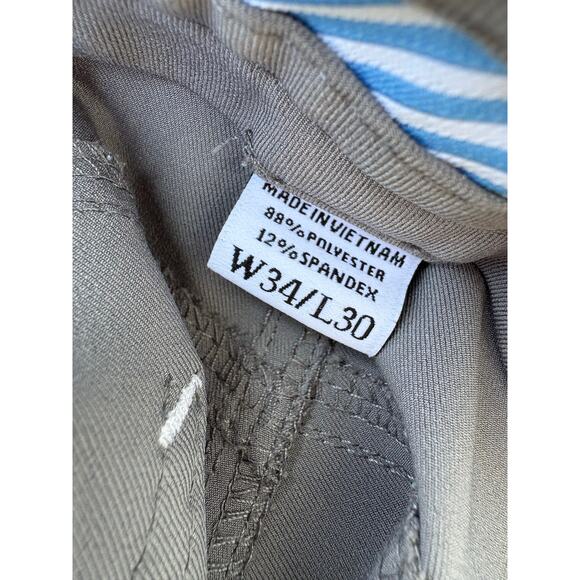 MADE IN VIETNAM
88% POLYESTER
12% SPANDEX
W34/L30